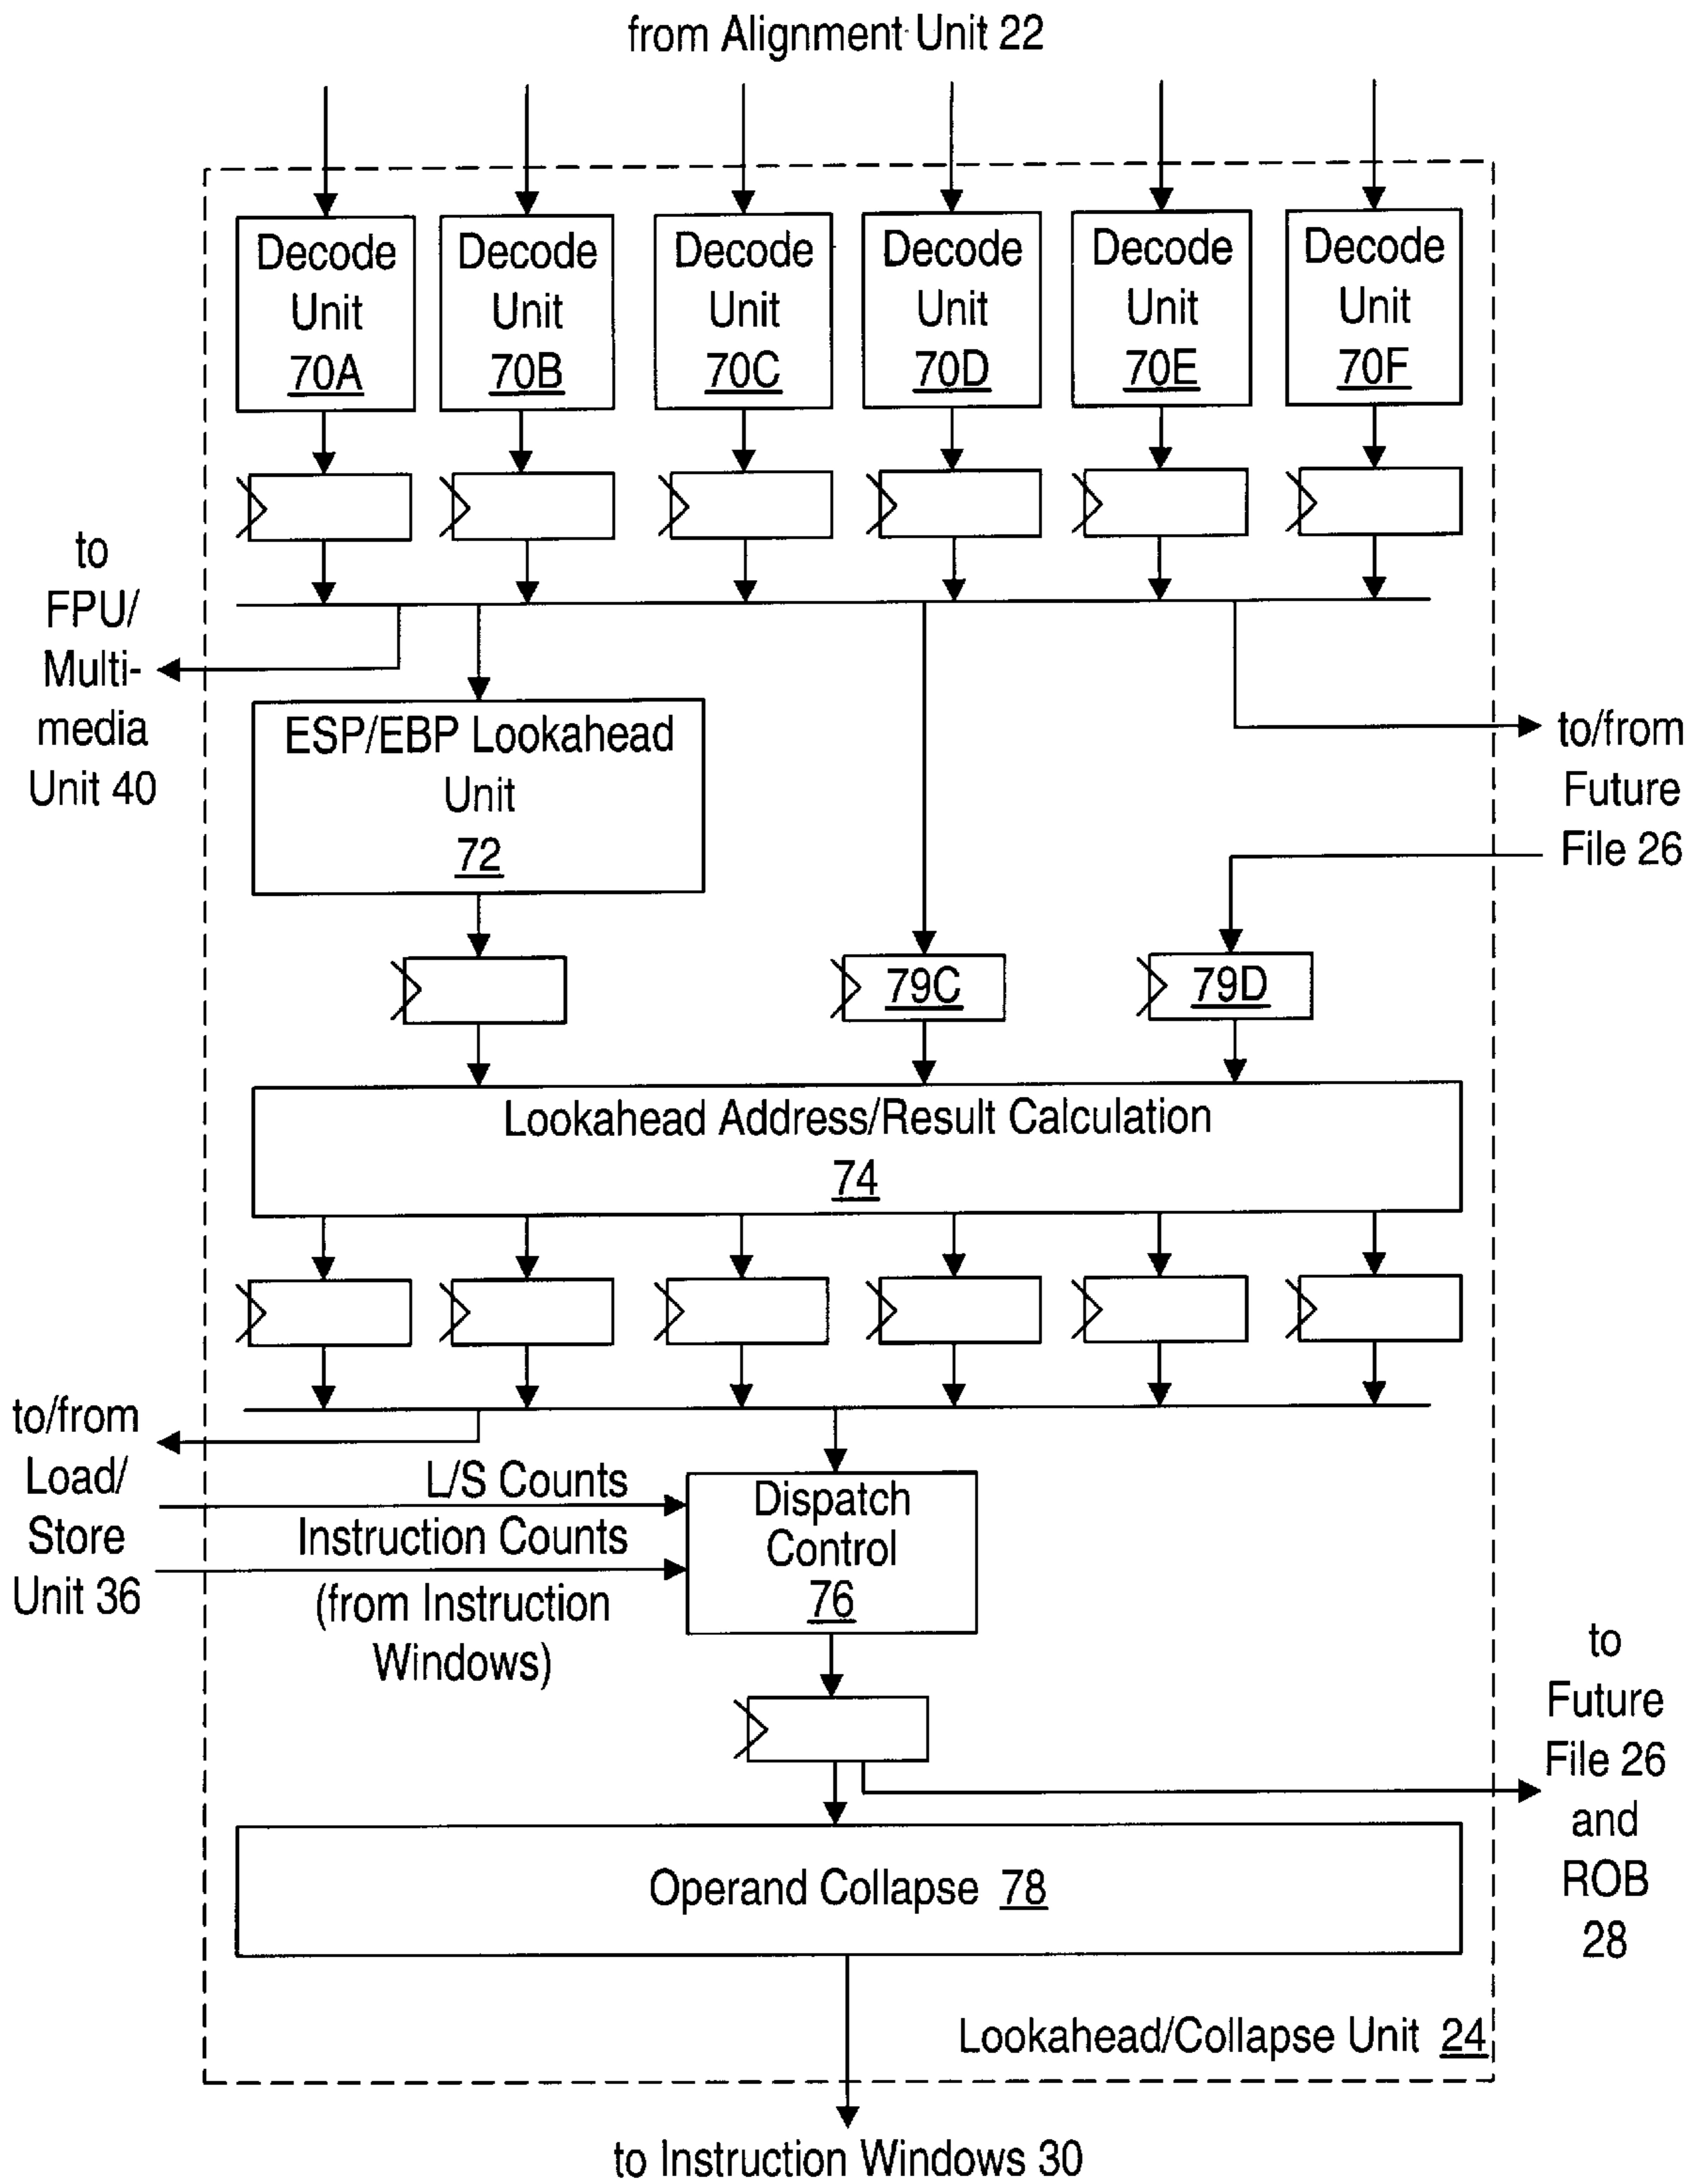 from Alignment Unit 22
Decode
Unit
70A
Decode
Unit
70B
Decode
Unit
70C
Decode
Unit
70D
Decode
Unit
70E
Decode
Unit
70F
to
FPU/
Multi-
media
Unit 40
ESP/EBP Lookahead
Unit
72
to/from
Future
File 26
79C
79D
Lookahead Address/Result Calculation
74
to/from
Load/
Store
Unit 36
L/S Counts
Instruction Counts
(from Instruction
Windows)
Dispatch
Control
76
to
Future
File 26
and
ROB
28
Operand Collapse 78
Lookahead/Collapse Unit 24
to Instruction Windows 30